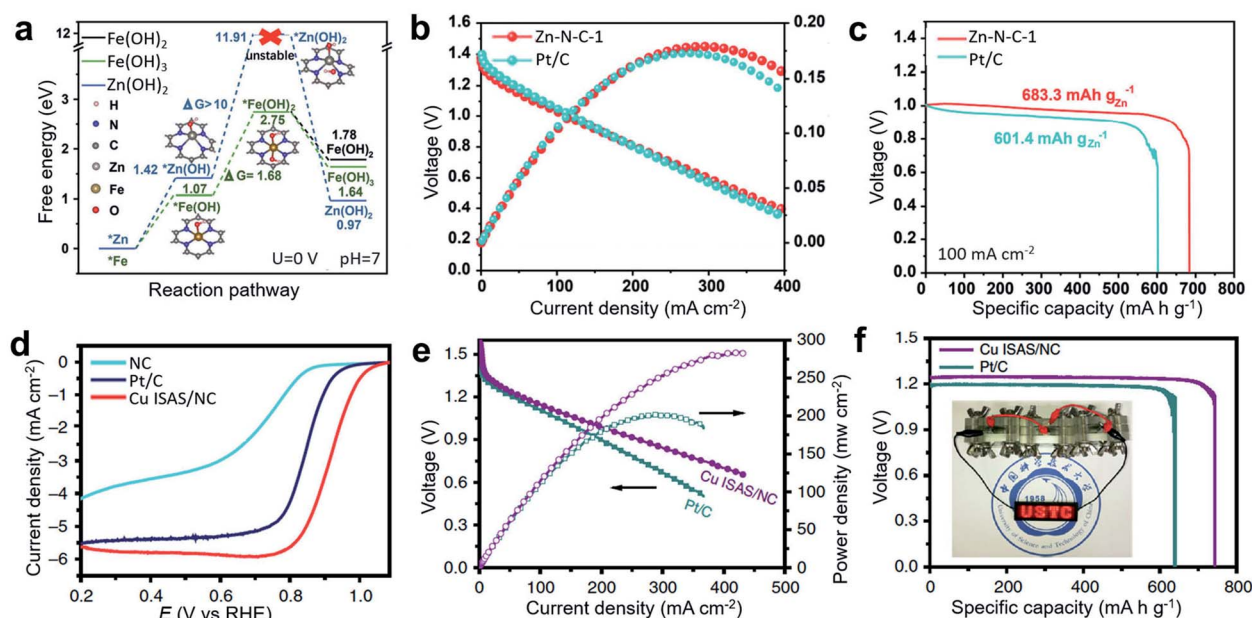 a
Free energy (eV)
12
3
2
1
0
Fe(OH)2
Fe(OH)3
Zn(OH)2
H
N
C
Zn
Fe
O
11.91
*Zn(OH)2
unstable
Δ G>10
*Fe(OH)2
2.75
1.78
Fe(OH)2
1.42 *Zn(OH)
1.07
Δ G= 1.68
Fe(OH)3
1.64
*Fe(OH)
Zn(OH)2
0.97
*Zn
*Fe
U=0 V pH=7
Reaction pathway
b
Voltage (V)
1.6
1.4
1.2
1.0
0.8
0.6
0.4
0.2
1.0
Zn-N-C-1
Pt/C
0.20
0.15
0.10
0.05
0.00
0 100 200 300 400
Current density (mA cm-2)
c
Voltage (V)
1.5
1.0
0.5
0.0
Zn-N-C-1
Pt/C
683.3 mAh gZn-1
601.4 mAh gZn-1
100 mA cm-2
0 100 200 300 400 500 600 700 800
Specific capacity (mA h g-1)
d
Current density (mA cm-2)
0
–1
–2
–3
–4
–5
–6
NC
Pt/C
Cu ISAS/NC
0.2 0.4 0.6 0.8 1.0
E (V vs RHE)
e
Voltage (V)
1.5
1.2
0.9
0.6
0.3
0.0
Cu ISAS/NC
Pt/C
300
250
200
150
100
50
0
Power density (mw cm-2)
0 100 200 300 400 500
Current density (mA cm-2)
f
Voltage (V)
1.5
1.2
0.9
0.6
0.3
0.0
Cu ISAS/NC
Pt/C
1958
USTC
University of Science and Technology of China
0 200 400 600 800
Specific capacity (mA h g-1)